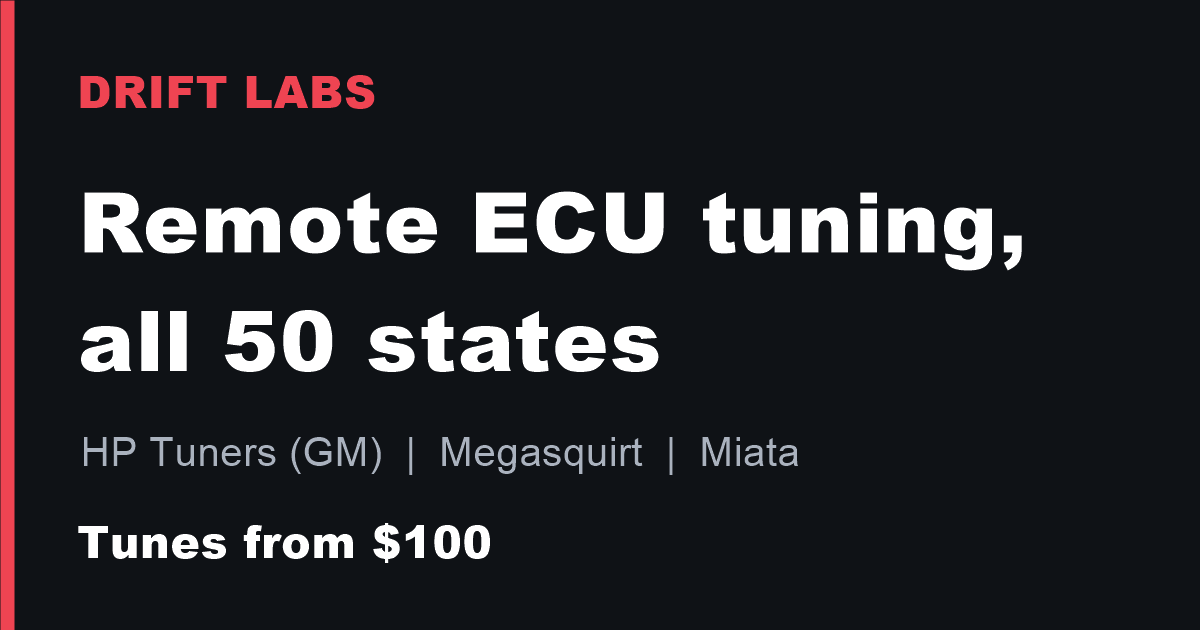 DRIFT LABS
Remote ECU tuning,
all 50 states
HP Tuners (GM) | Megasquirt | Miata
Tunes from $100